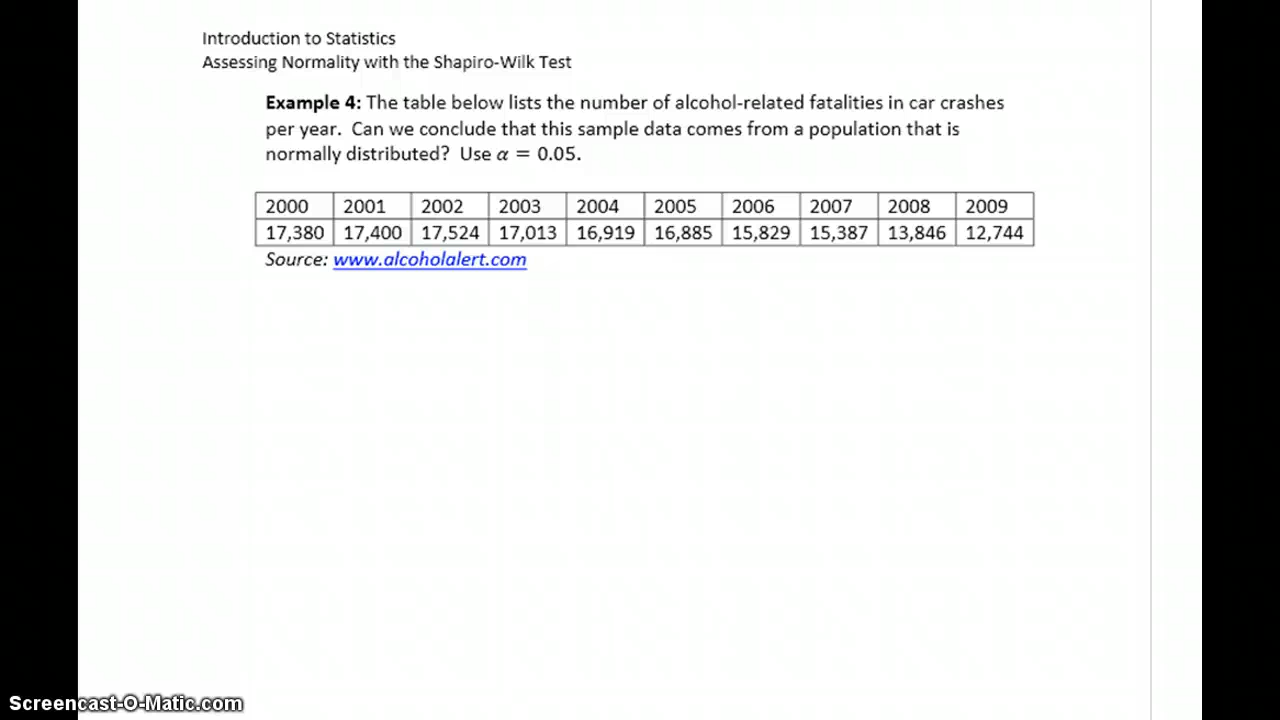 Introduction to Statistics
Assessing Normality with the Shapiro-Wilk Test
Example 4: The table below lists the number of alcohol-related fatalities in car crashes
per year. Can we conclude that this sample data comes from a population that is
normally distributed? Use α = 0.05.
2000 2001 2002 2003 2004 2005 2006 2007 2008 2009
17,380 17,400 17,524 17,013 16,919 16,885 15,829 15,387 13,846 12,744
Source: www.alcoholalert.com
Screencast-O-Matic.com